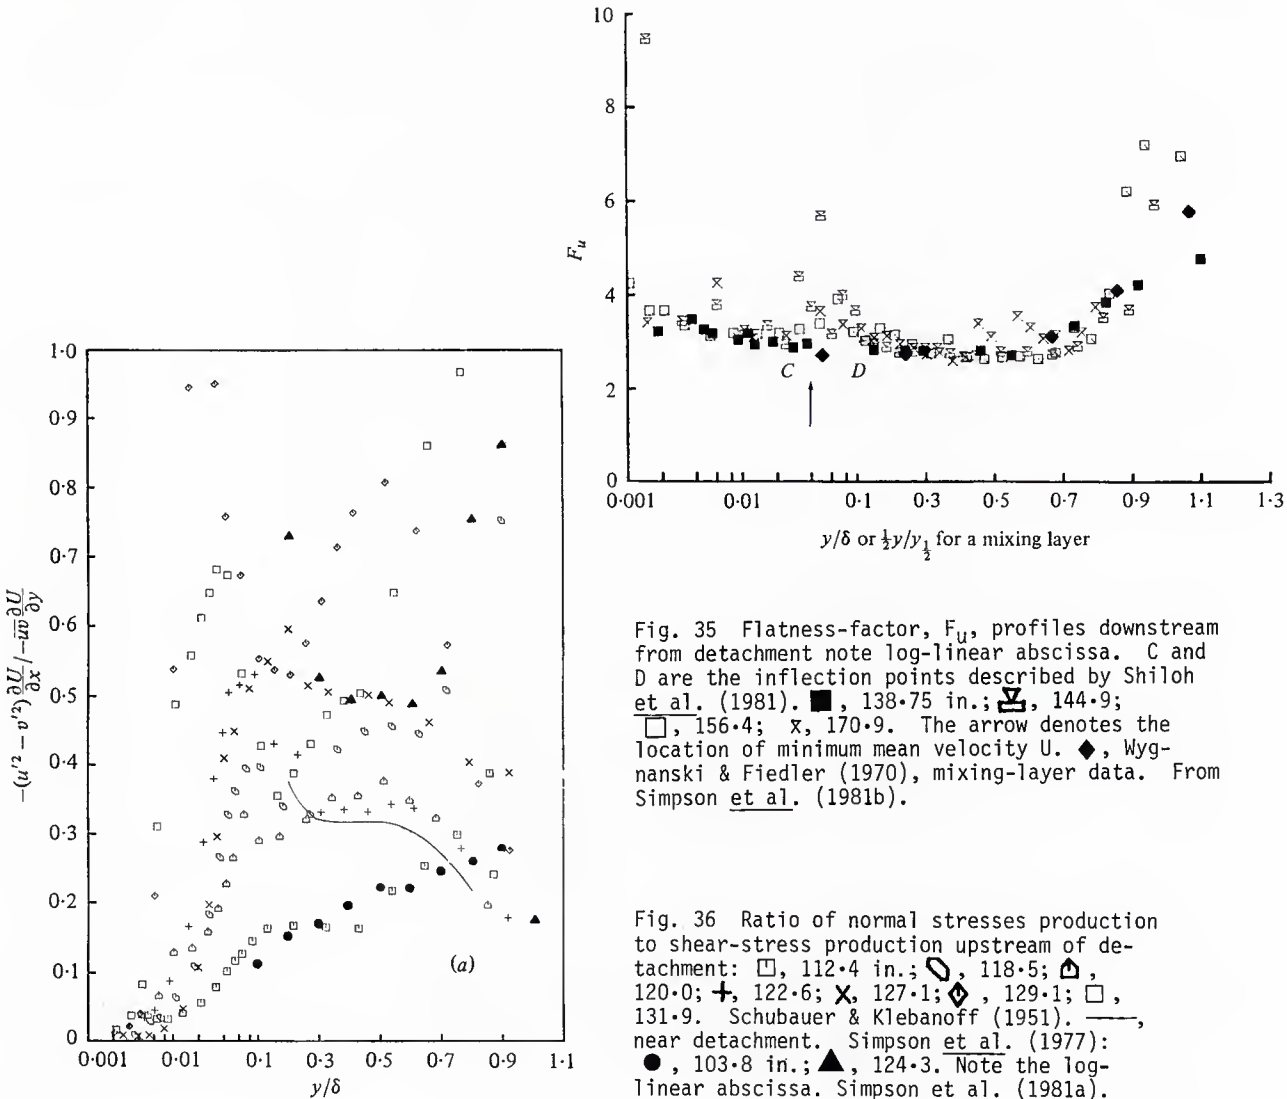 10
8
6
4
2
0
F_u
C
D
0·001
0·01
0·1
0·3
0·5
0·7
0·9
1·1
1·3
y/δ or ½y/y_½ for a mixing layer
Fig. 35 Flatness-factor, F_u, profiles downstream
from detachment note log-linear abscissa. C and
D are the inflection points described by Shiloh
et al. (1981). ■, 138·75 in.; , 144·9;
□, 156·4; , 170·9. The arrow denotes the
location of minimum mean velocity U. ◆, Wyg-
nanski & Fiedler (1970), mixing-layer data. From
Simpson et al. (1981b).
1·0
0·9
0·8
0·7
0·6
0·5
0·4
0·3
0·2
0·1
0
−(u'² − v'²) ∂U/∂x / −uv ∂U/∂y
(a)
0·001
0·01
0·1
0·3
0·5
0·7
0·9
1·1
y/δ
Fig. 36 Ratio of normal stresses production
to shear-stress production upstream of de-
tachment: , 112·4 in.; , 118·5; ,
120·0; +, 122·6; X, 127·1; , 129·1; □,
131·9. Schubauer & Klebanoff (1951). ——,
near detachment. Simpson et al. (1977):
●, 103·8 in.; ▲, 124·3. Note the log-
linear abscissa. Simpson et al. (1981a).